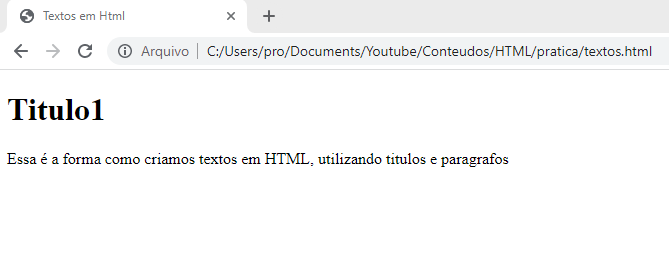 Textos em Html
Arquivo | C:/Users/pro/Documents/Youtube/Conteudos/HTML/pratica/textos.html
Titulo1
Essa é a forma como criamos textos em HTML, utilizando titulos e paragrafos